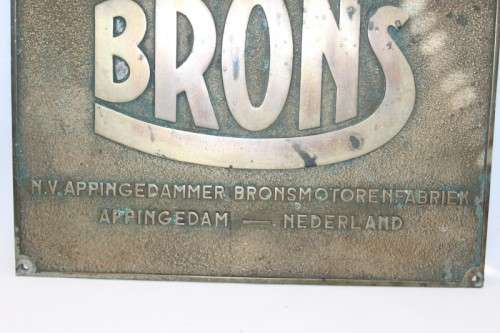 BRONS
N.V. APPINGEDAMMER BRONSMOTORENFABRIEK
APPINGEDAM — NEDERLAND